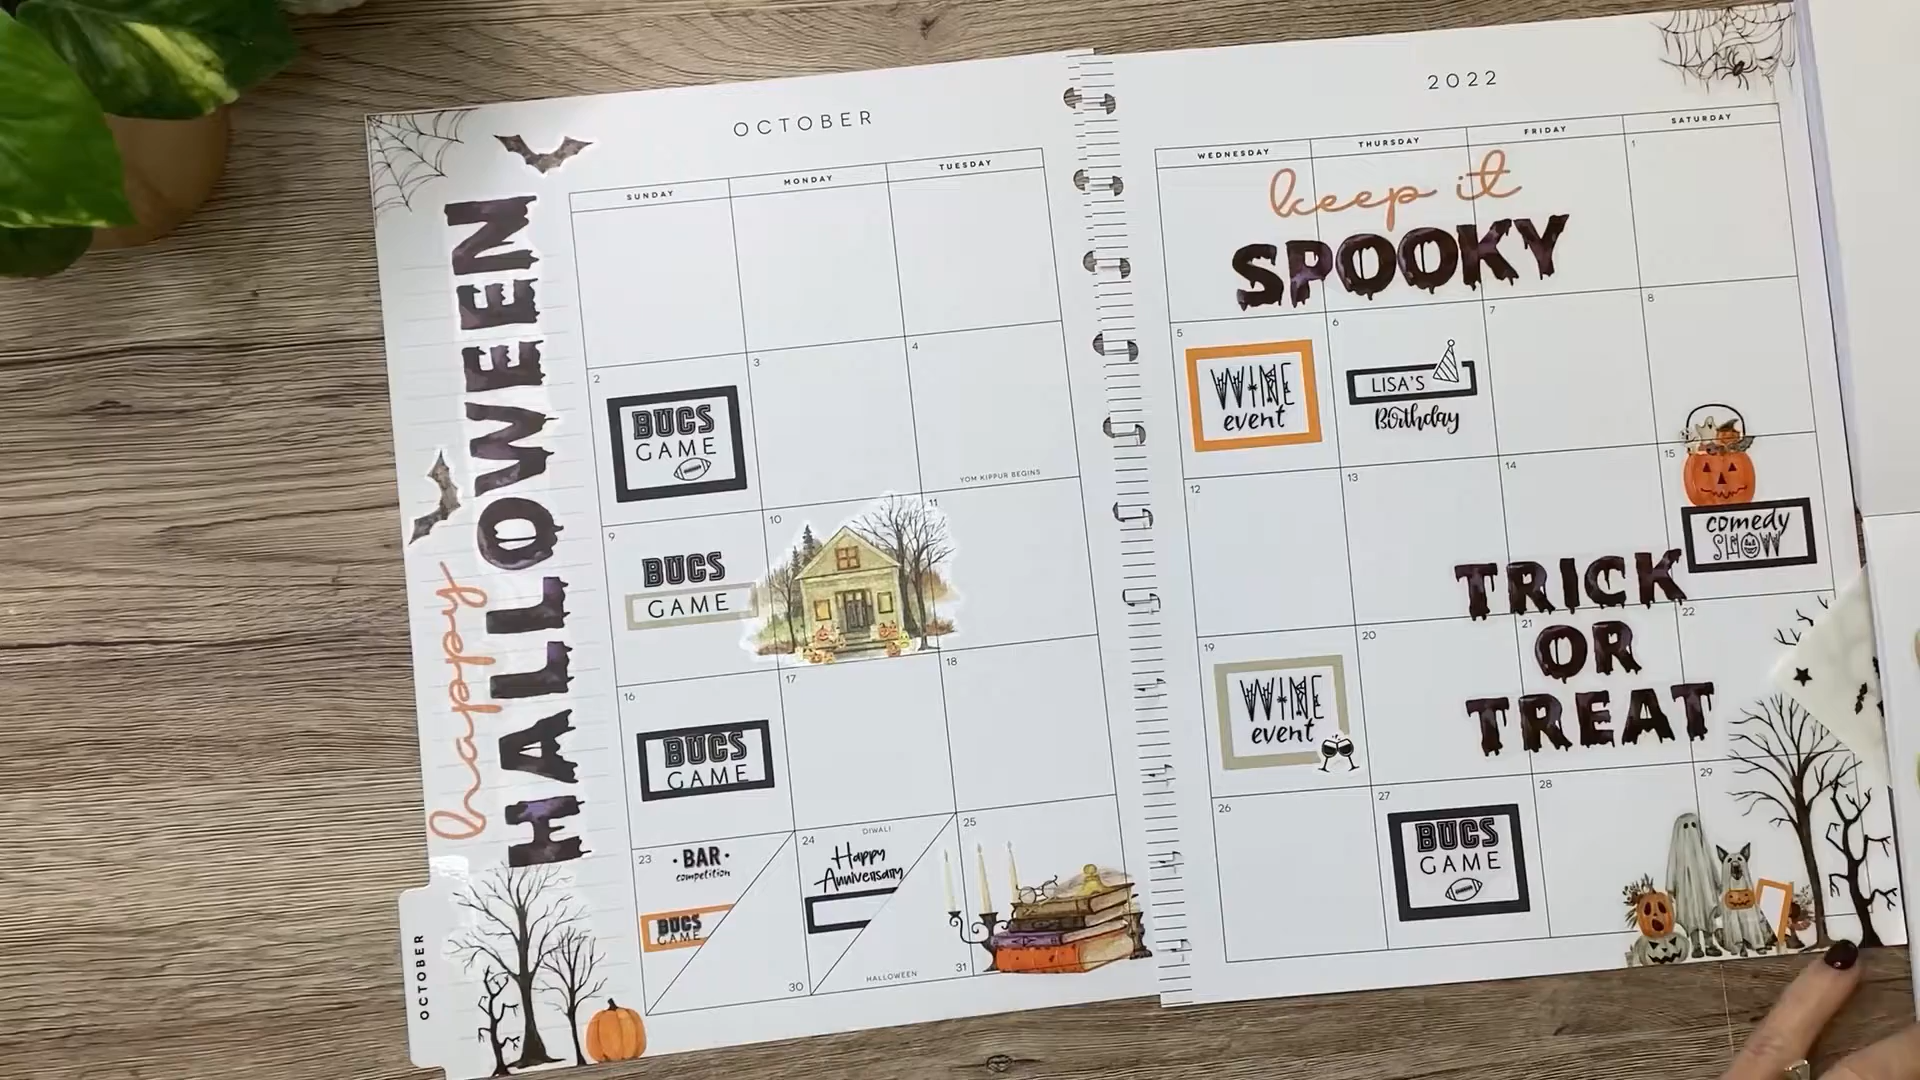 OCTOBER
2022
SUNDAY
MONDAY
TUESDAY
WEDNESDAY
THURSDAY
FRIDAY
SATURDAY
happy
HALLOWEEN
keep it
SPOOKY
1
2
BUCS
GAME
3
4
YOM KIPPUR BEGINS
5
WINE
event
6
LISA'S
Birthday
7
8
9
BUCS
GAME
10
11
12
13
14
15
comedy
SHOW
16
BUCS
GAME
17
18
19
WINE
event
20
21
22
TRICK
OR
TREAT
23
•BAR•
competition
BUCS
GAME
30
24
DIWALI
Happy
Anniversary
HALLOWEEN
31
25
26
27
BUCS
GAME
28
29
OCTOBER